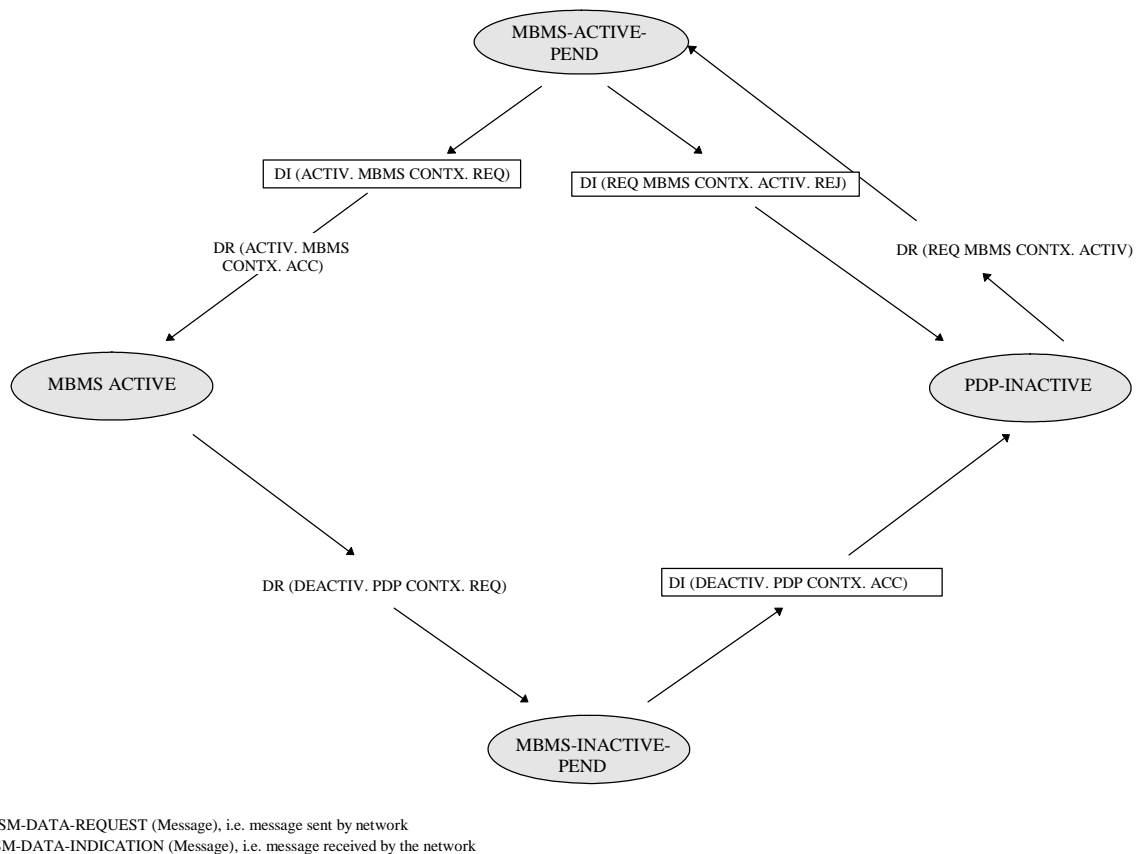 MBMS-ACTIVE-
PEND
DI (ACTIV. MBMS CONTX. REQ)
DI (REQ MBMS CONTX. ACTIV. REJ)
DR (ACTIV. MBMS
CONTX. ACC)
DR (REQ MBMS CONTX. ACTIV)
MBMS ACTIVE
PDP-INACTIVE
DR (DEACTIV. PDP CONTX. REQ)
DI (DEACTIV. PDP CONTX. ACC)
MBMS-INACTIVE-
PEND
SM-DATA-REQUEST (Message), i.e. message sent by network
SM-DATA-INDICATION (Message), i.e. message received by the network